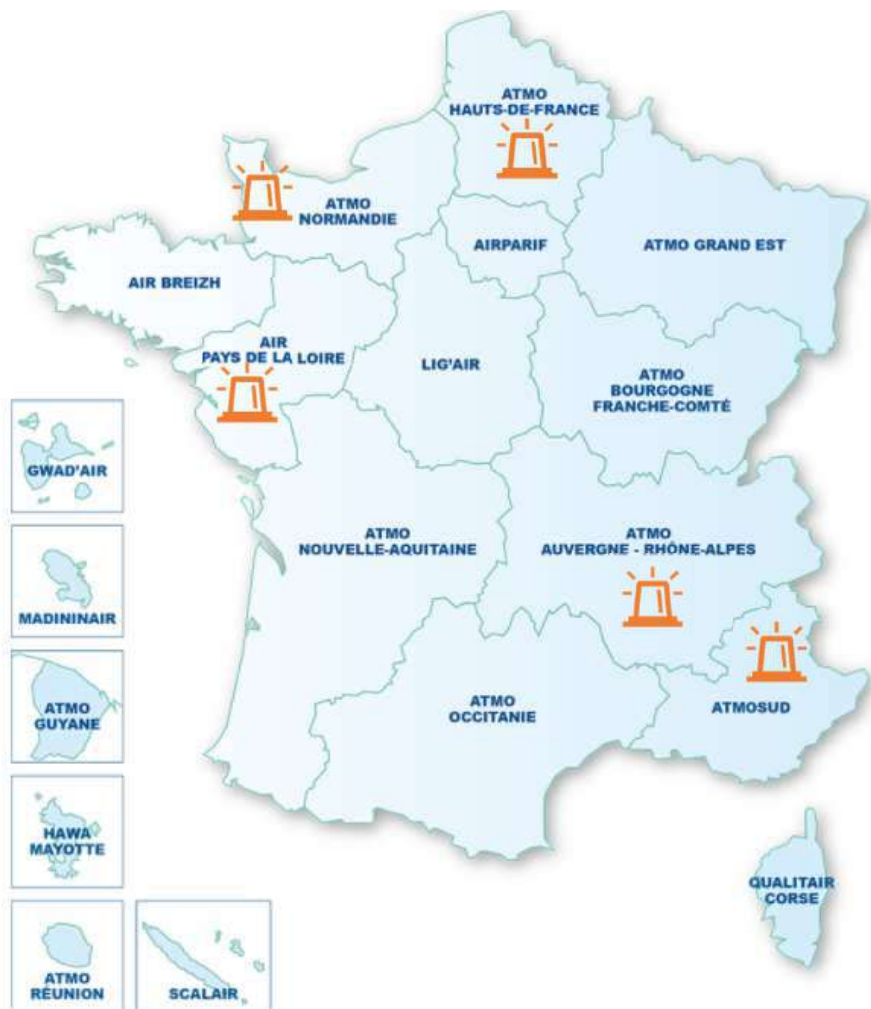 ATMO
HAUTS-DE-FRANCE
ATMO
NORMANDIE
AIRPARIF
ATMO GRAND EST
AIR BREIZH
AIR
PAYS DE LA LOIRE
LIG'AIR
ATMO
BOURGOGNE
FRANCHE-COMTÉ
GWAD'AIR
ATMO
NOUVELLE-AQUITAINE
ATMO
AUVERGNE - RHÔNE-ALPES
MADININAIR
ATMO
GUYANE
ATMO
OCCITANIE
ATMOSUD
HAWA
MAYOTTE
QUALITAIR
CORSE
ATMO
RÉUNION
SCALAIR